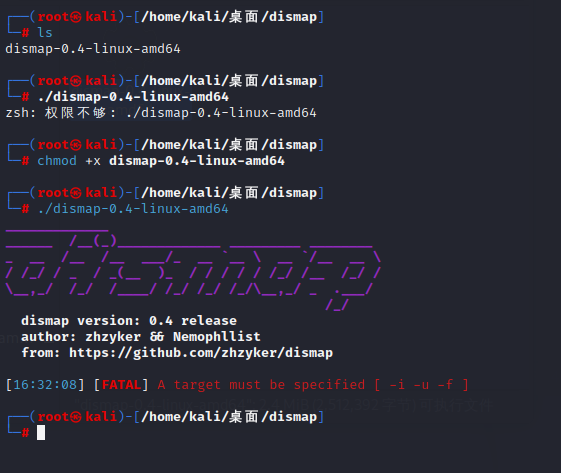 ┌──(root㉿kali)-[/home/kali/桌面/dismap]
└─# ls
dismap-0.4-linux-amd64
┌──(root㉿kali)-[/home/kali/桌面/dismap]
└─# ./dismap-0.4-linux-amd64
zsh: 权限不够: ./dismap-0.4-linux-amd64
┌──(root㉿kali)-[/home/kali/桌面/dismap]
└─# chmod +x dismap-0.4-linux-amd64
┌──(root㉿kali)-[/home/kali/桌面/dismap]
└─# ./dismap-0.4-linux-amd64
dismap
dismap version: 0.4 release
author: zhzyker && Nemophllist
from: https://github.com/zhzyker/dismap
[16:32:08] [FATAL] A target must be specified [ -i -u -f ]
┌──(root㉿kali)-[/home/kali/桌面/dismap]
└─#